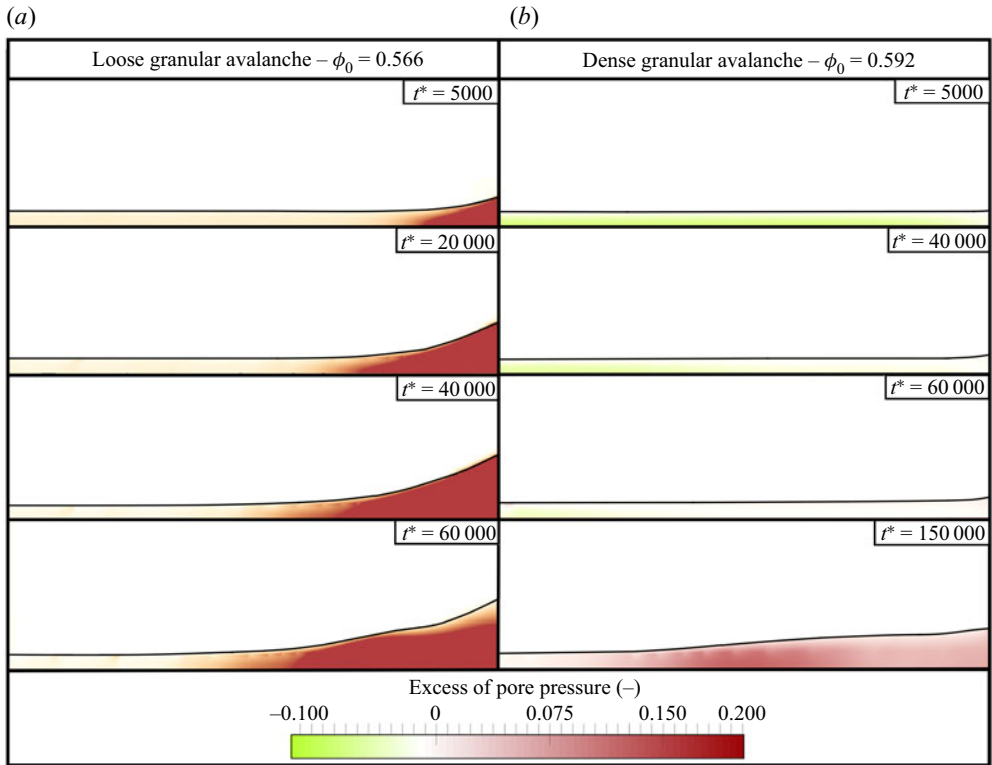 (a)
(b)
Loose granular avalanche – ϕ0 = 0.566
Dense granular avalanche – ϕ0 = 0.592
t* = 5000
t* = 5000
t* = 20 000
t* = 40 000
t* = 40 000
t* = 60 000
t* = 60 000
t* = 150 000
Excess of pore pressure (–)
–0.100 0 0.075 0.150 0.200